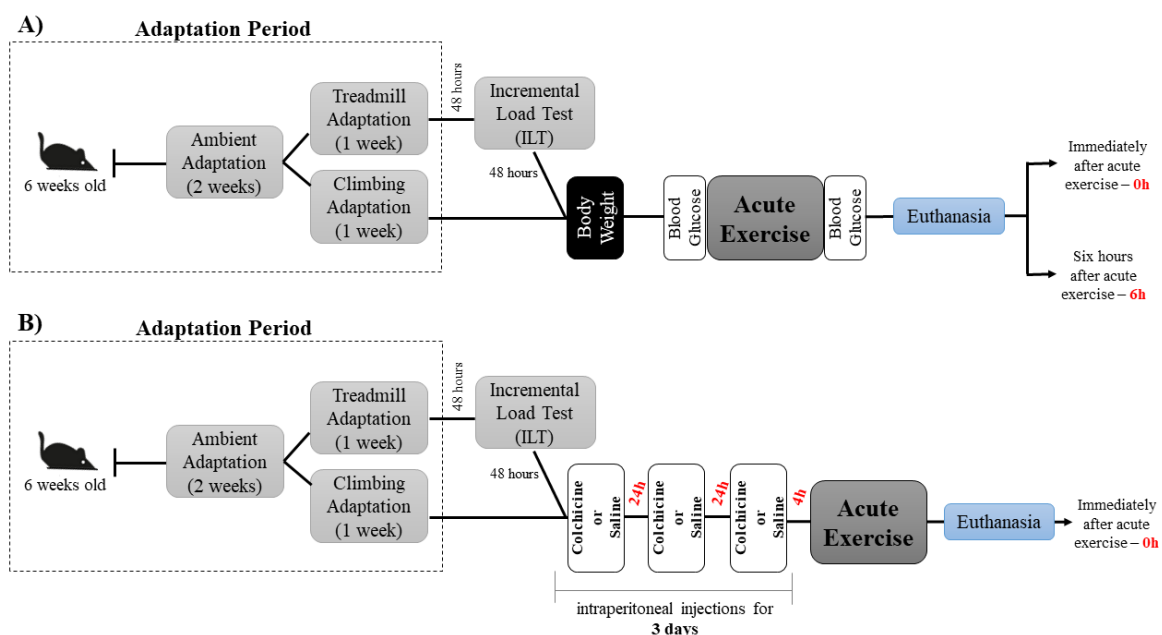 A)
Adaptation Period
6 weeks old
Ambient
Adaptation
(2 weeks)
Treadmill
Adaptation
(1 week)
Climbing
Adaptation
(1 week)
48 hours
Incremental
Load Test
(ILT)
48 hours
Body
Weight
Blood
Glucose
Acute
Exercise
Blood
Glucose
Euthanasia
Immediately
after acute
exercise – 0h
Six hours
after acute
exercise – 6h
B)
Adaptation Period
6 weeks old
Ambient
Adaptation
(2 weeks)
Treadmill
Adaptation
(1 week)
Climbing
Adaptation
(1 week)
48 hours
Incremental
Load Test
(ILT)
48 hours
Colchicine
or
Saline
24h
Colchicine
or
Saline
24h
Colchicine
or
Saline
4h
Acute
Exercise
Euthanasia
Immediately
after acute
exercise – 0h
intraperitoneal injections for
3 days